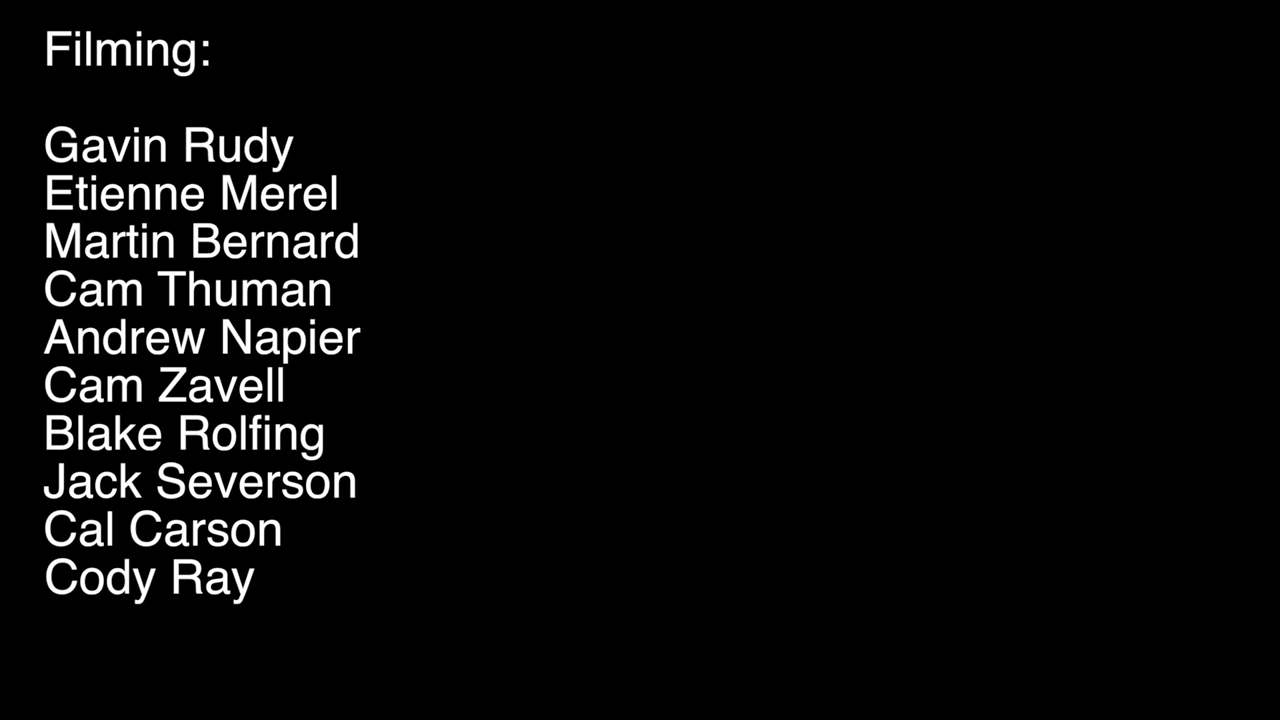 Filming:
Gavin Rudy
Etienne Merel
Martin Bernard
Cam Thuman
Andrew Napier
Cam Zavell
Blake Rolfing
Jack Severson
Cal Carson
Cody Ray